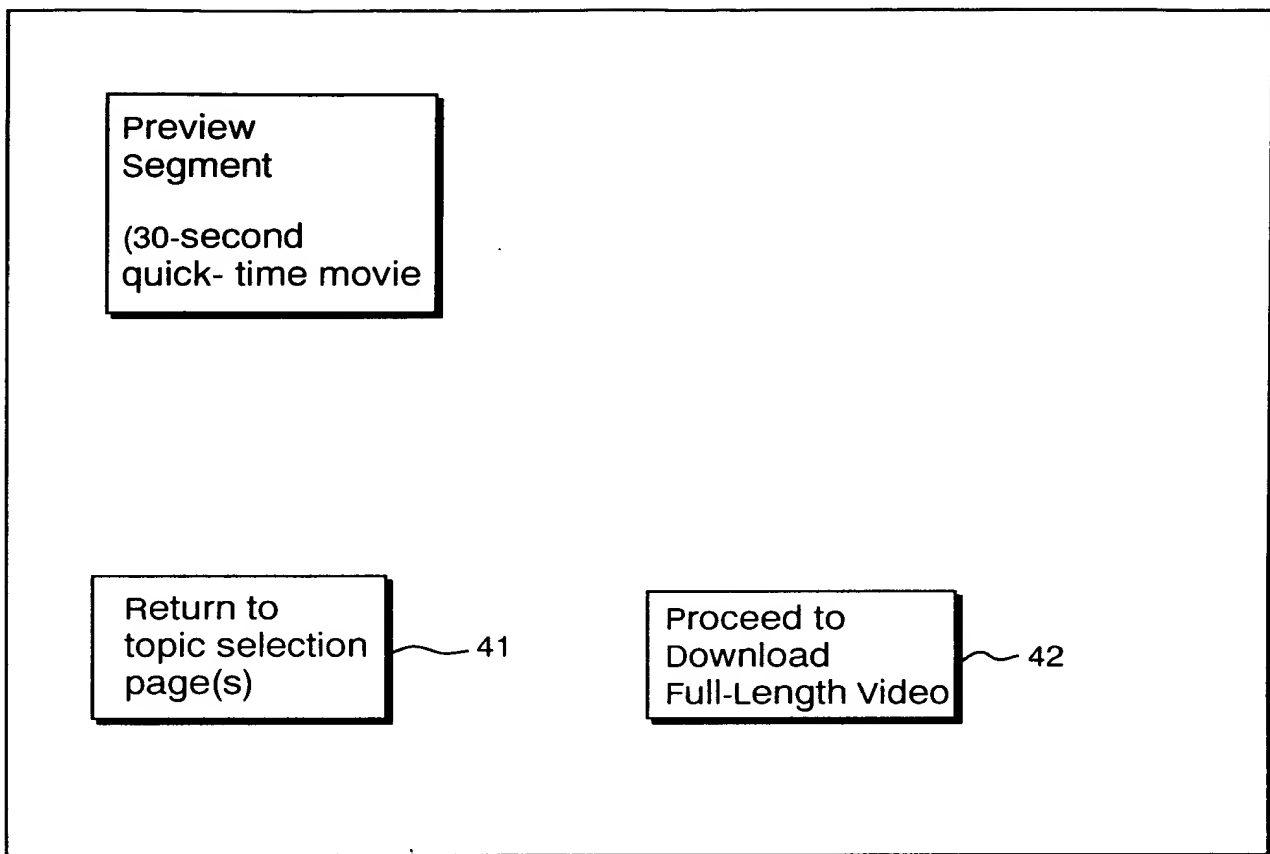 Preview
Segment
(30-second
quick- time movie
Return to
topic selection
page(s)
41
Proceed to
Download
Full-Length Video
42